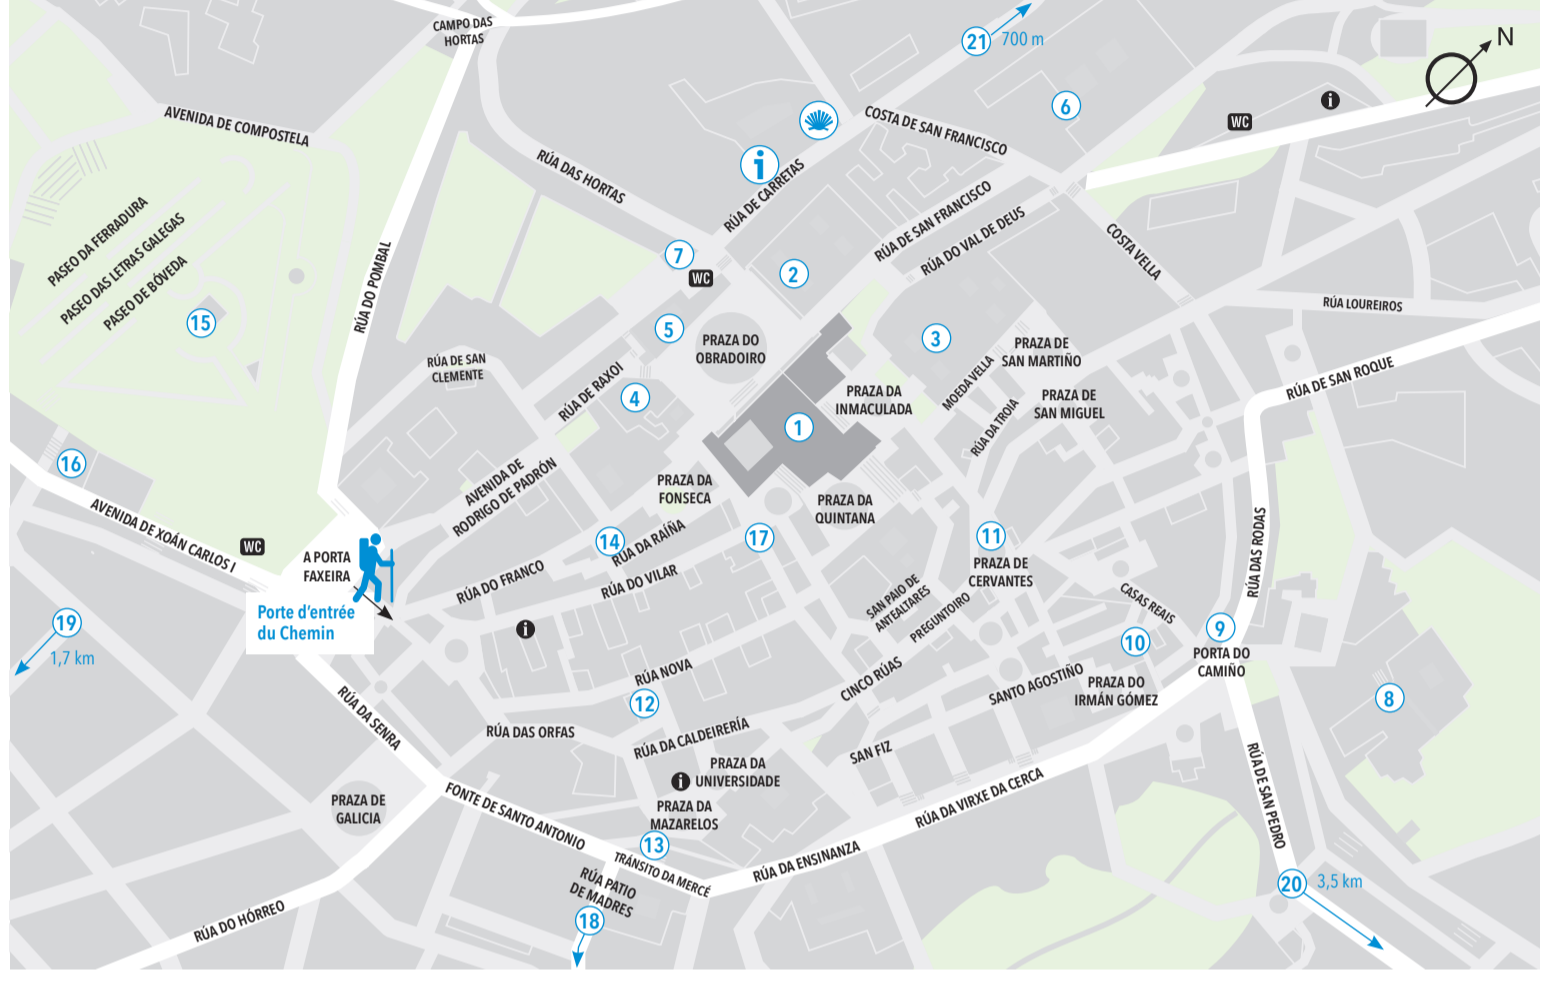 CAMPO DAS
HORTAS
21
700 m
N
6
WC
i
AVENIDA DE COMPOSTELA
COSTA DE SAN FRANCISCO
i
RÚA DAS HORTAS
RÚA DE CARRETAS
RÚA DE SAN FRANCISCO
RÚA DO VAL DE DEUS
COSTA VELLA
PASEO DA FERRADURA
PASEO DAS LETRAS GALEGAS
PASEO DE BÓVEDA
RÚA DO POMBAL
7
WC
2
RÚA LOUREIROS
15
5
PRAZA DO
OBRADOIRO
3
PRAZA DE
SAN MARTIÑO
RÚA DE SAN
CLEMENTE
RÚA DE RAXOI
4
PRAZA DA
INMACULADA
MOEDA VELLA
PRAZA DE
SAN MIGUEL
RÚA DE SAN ROQUE
1
RÚA DA TROIA
16
AVENIDA DE
RODRIGO DE PADRÓN
PRAZA DA
FONSECA
PRAZA DA
QUINTANA
AVENIDA DE XOÁN CARLOS I
WC
A PORTA
FAXEIRA
14
RÚA DA RAÍÑA
17
11
PRAZA DE
CERVANTES
RÚA DAS RODAS
RÚA DO FRANCO
RÚA DO VILAR
SAN PAIO DE
ANTEALTARES
PREGUNTOIRO
CASAS REAIS
Porte d'entrée
du Chemin
19
1,7 km
i
10
9
PORTA DO
CAMIÑO
RÚA NOVA
CINCO RÚAS
SANTO AGOSTIÑO
PRAZA DO
IRMÁN GÓMEZ
8
12
RÚA DA SENRA
RÚA DAS ORFAS
RÚA DA CALDEIRERÍA
SAN FIZ
RÚA DE SAN PEDRO
i
PRAZA DA
UNIVERSIDADE
PRAZA DE
GALICIA
FONTE DE SANTO ANTONIO
PRAZA DA
MAZARELOS
RÚA DA VIRXE DA CERCA
13
TRÁNSITO DA MERCÉ
RÚA DA ENSINANZA
RÚA PATIO
DE MADRES
20
3,5 km
RÚA DO HÓRREO
18